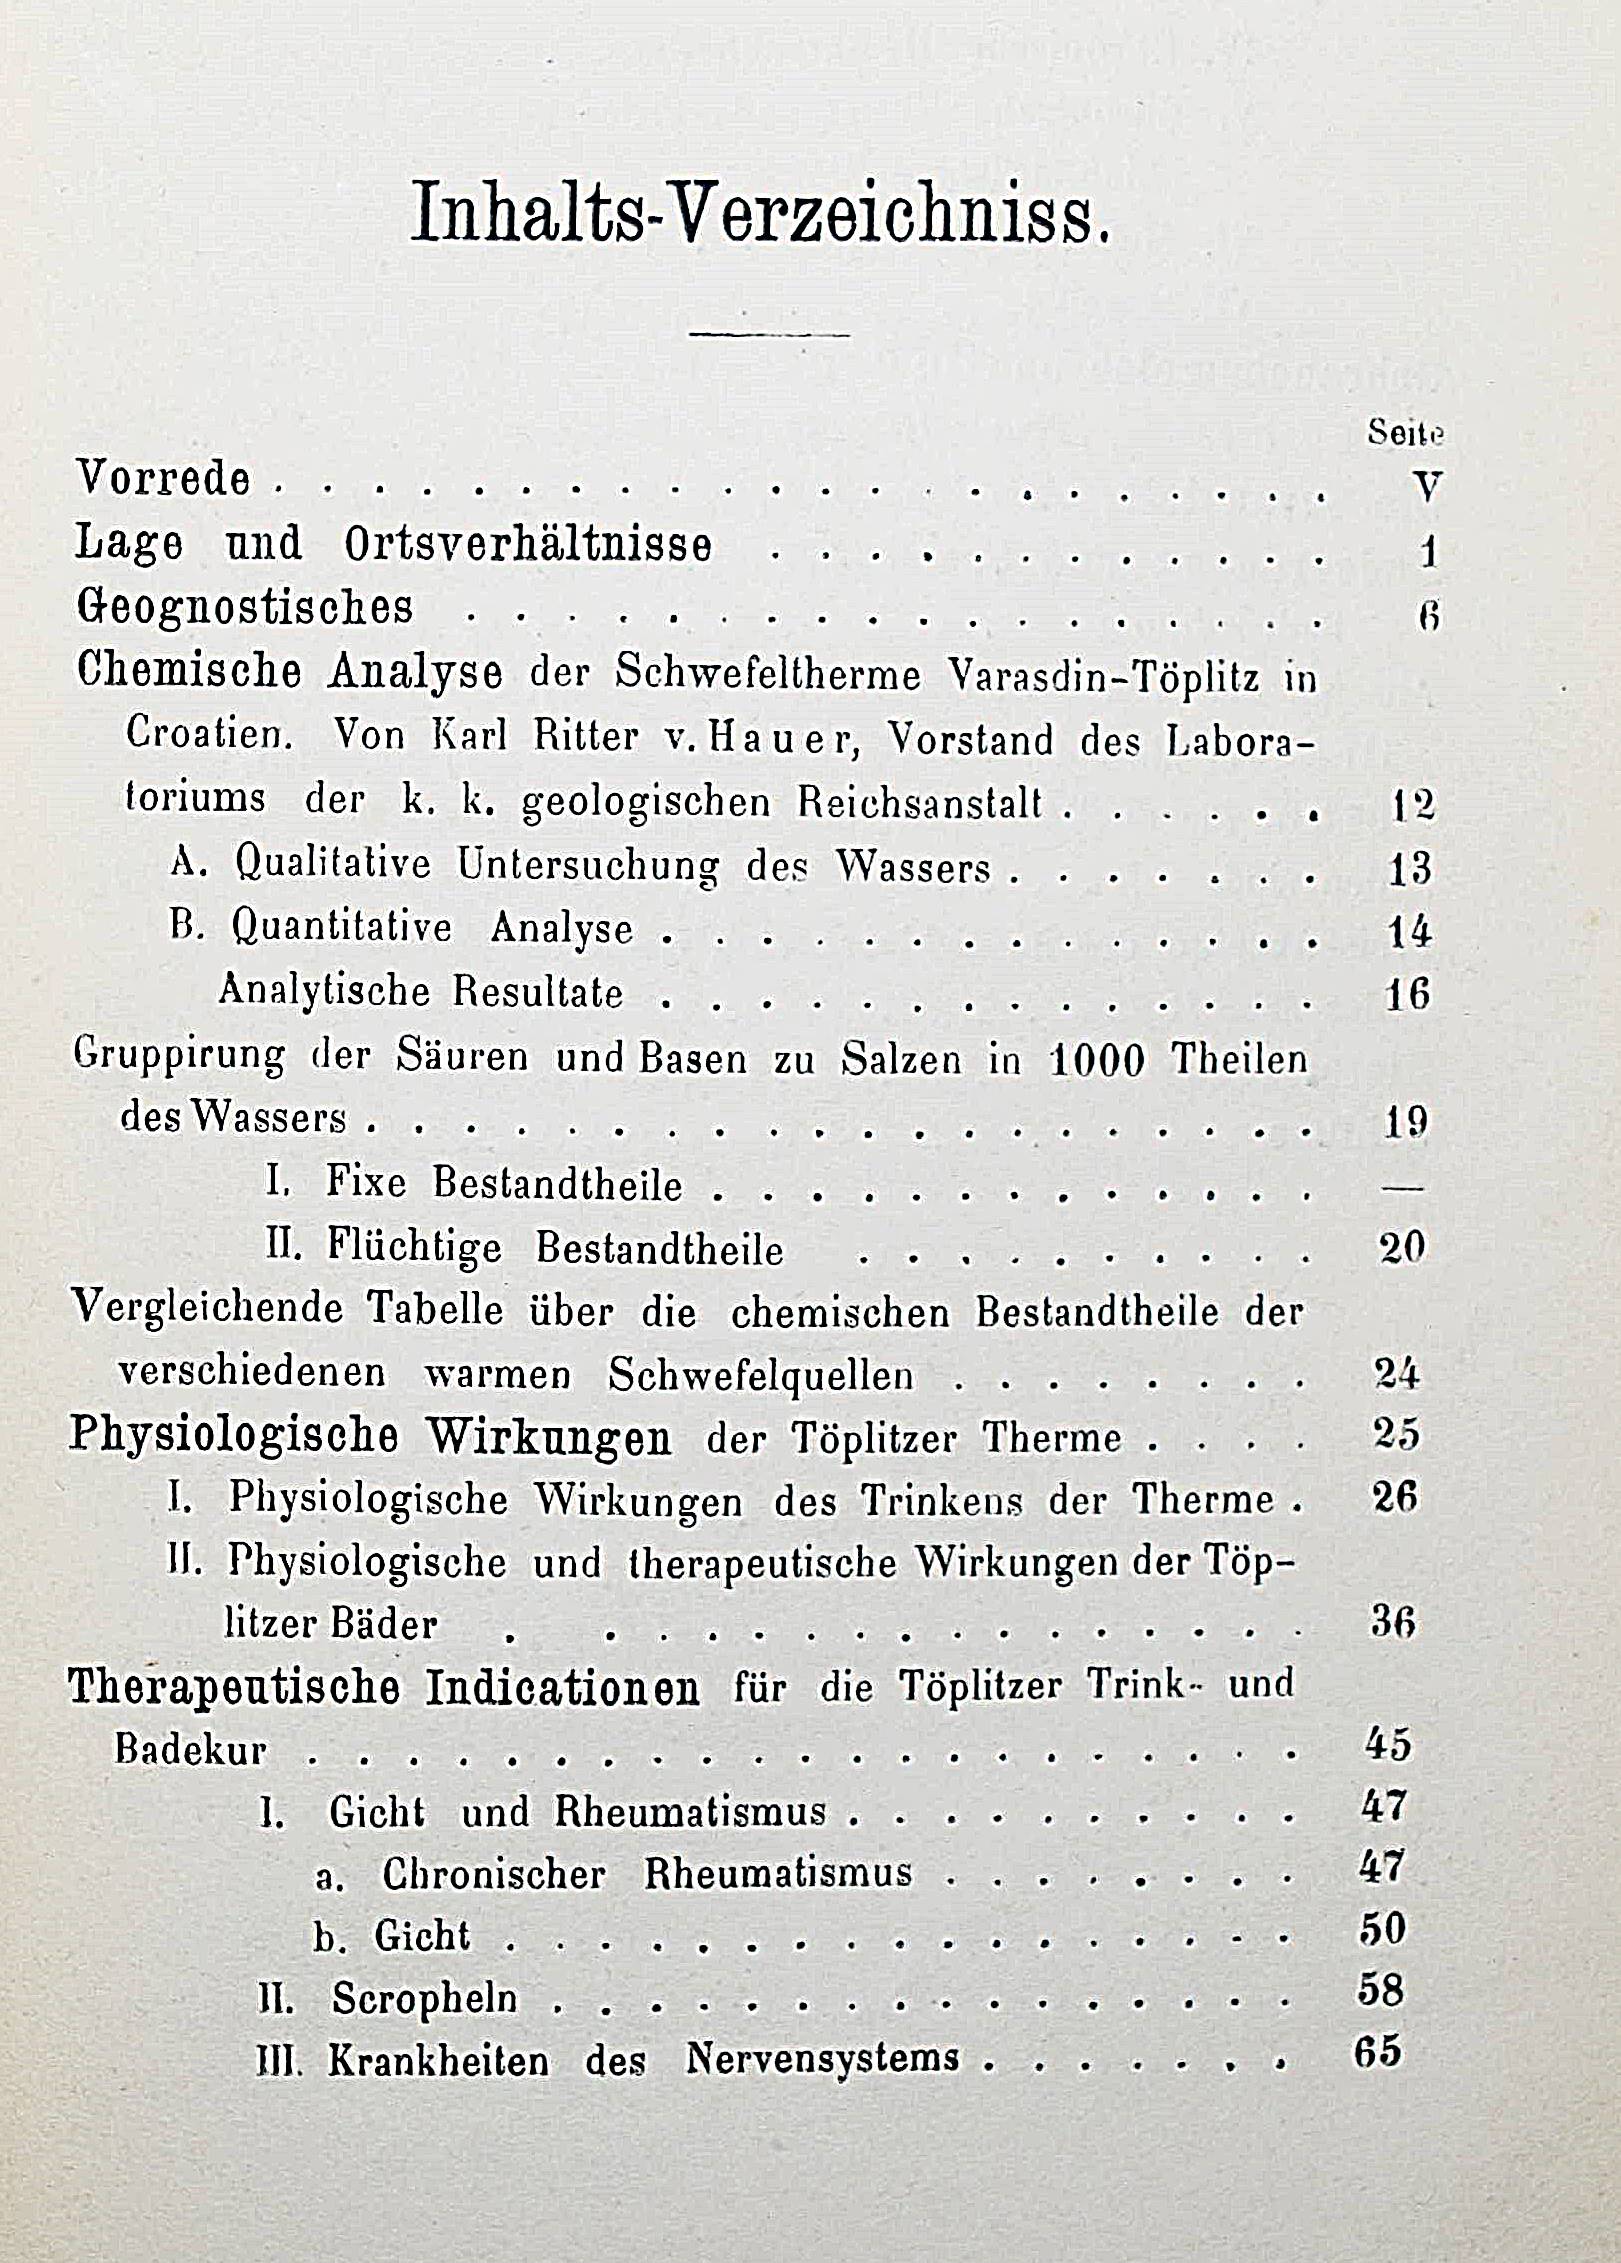 Inhalts-Verzeichniss.
Seite
Vorrede . . . . . . . . . . . . . . . . . . . . . . V
Lage und Ortsverhältnisse . . . . . . . . . . . . 1
Geognostisches . . . . . . . . . . . . . . . . . . 6
Chemische Analyse der Schwefeltherme Varasdin-Töplitz in
Croatien. Von Karl Ritter v. Hauer, Vorstand des Labora-
toriums der k. k. geologischen Reichsanstalt . . . . . . 12
A. Qualitative Untersuchung des Wassers . . . . . . . 13
B. Quantitative Analyse . . . . . . . . . . . . . . 14
Analytische Resultate . . . . . . . . . . . . . . 16
Gruppirung der Säuren und Basen zu Salzen in 1000 Theilen
des Wassers . . . . . . . . . . . . . . . . . . . . 19
I. Fixe Bestandtheile . . . . . . . . . . . . . —
II. Flüchtige Bestandtheile . . . . . . . . . . 20
Vergleichende Tabelle über die chemischen Bestandtheile der
verschiedenen warmen Schwefelquellen . . . . . . . . 24
Physiologische Wirkungen der Töplitzer Therme . . . . 25
I. Physiologische Wirkungen des Trinkens der Therme . 26
II. Physiologische und therapeutische Wirkungen der Töp-
litzer Bäder . . . . . . . . . . . . . . . . 36
Therapeutische Indicationen für die Töplitzer Trink- und
Badekur . . . . . . . . . . . . . . . . . . . . . 45
I. Gicht und Rheumatismus . . . . . . . . . . 47
a. Chronischer Rheumatismus . . . . . . . . 47
b. Gicht . . . . . . . . . . . . . . . . . 50
II. Scropheln . . . . . . . . . . . . . . . . 58
III. Krankheiten des Nervensystems . . . . . . . 65